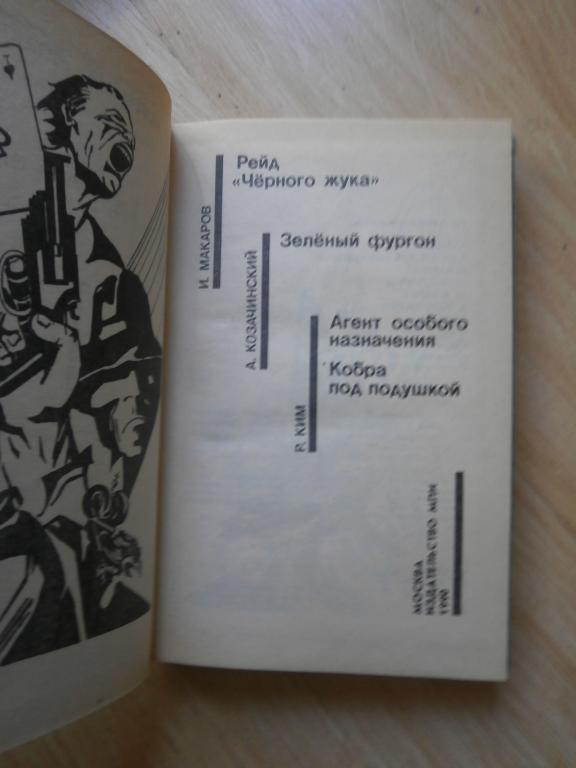 И. МАКАРОВ
Рейд
«Чёрного жука»
А. КОЗАЧИНСКИЙ
Зелёный фургон
Р. КИМ
Агент особого
назначения
Кобра
под подушкой
МОСКВА
ИЗДАТЕЛЬСТВО МПИ
1990